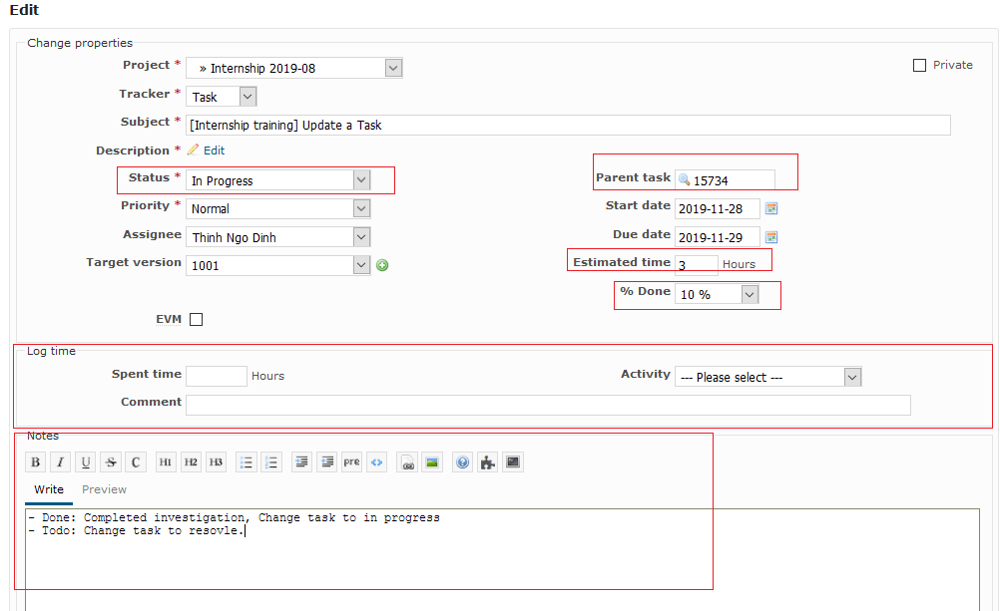 Edit
Change properties
Project * » Internship 2019-08 Private
Tracker * Task
Subject * [Internship training] Update a Task
Description * Edit
Status * In Progress Parent task 15734
Priority * Normal Start date 2019-11-28
Assignee Thinh Ngo Dinh Due date 2019-11-29
Target version 1001 Estimated time 3 Hours
% Done 10 %
EVM
Log time
Spent time Hours Activity --- Please select ---
Comment
Notes
B I U S C H1 H2 H3 pre <>
Write Preview
- Done: Completed investigation, Change task to in progress
- Todo: Change task to resovle.